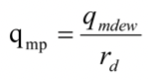 q_mp = q_mdew / r_d